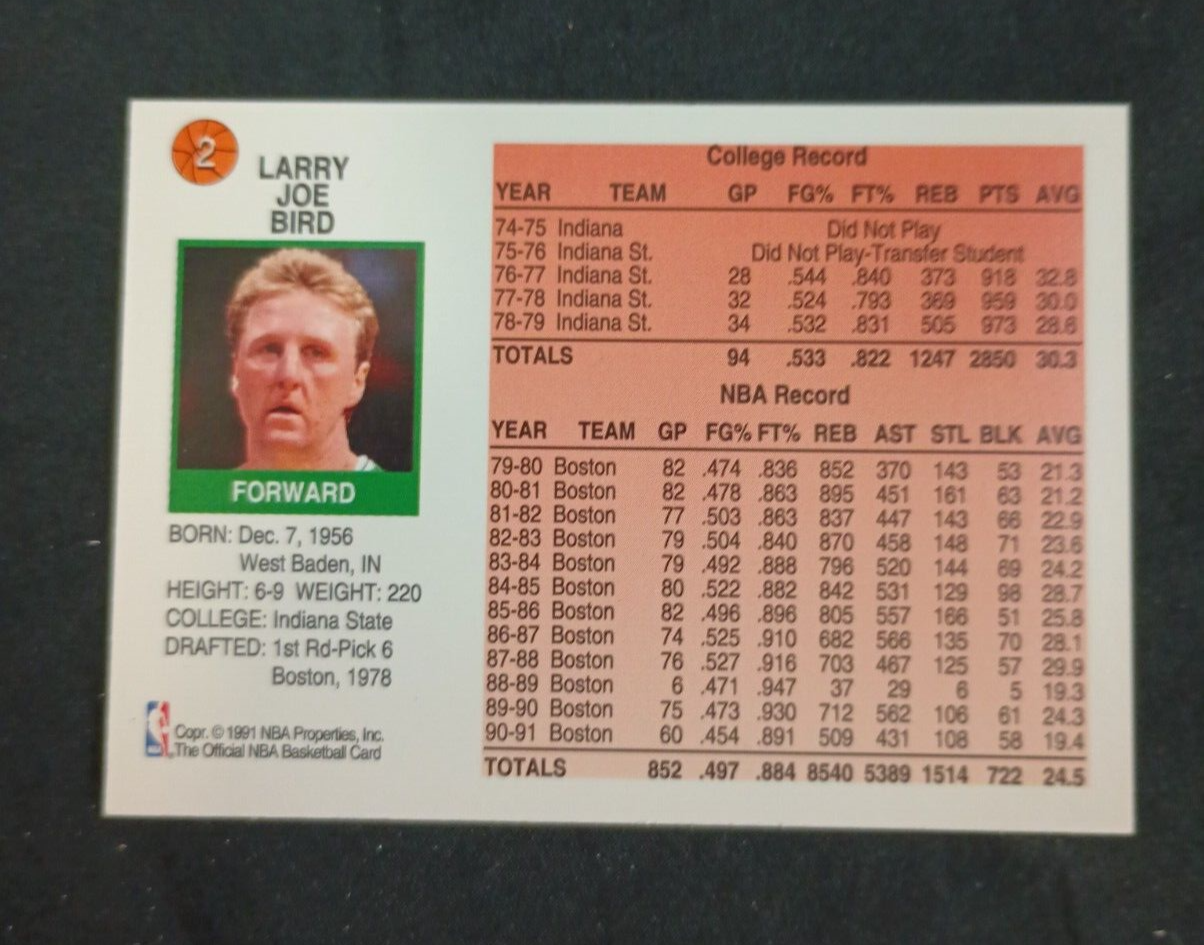 2
LARRY
JOE
BIRD
FORWARD
BORN: Dec. 7, 1956
West Baden, IN
HEIGHT: 6-9 WEIGHT: 220
COLLEGE: Indiana State
DRAFTED: 1st Rd-Pick 6
Boston, 1978
Copr. © 1991 NBA Properties, Inc.
The Official NBA Basketball Card
College Record
YEAR TEAM GP FG% FT% REB PTS AVG
74-75 Indiana Did Not Play
75-76 Indiana St. Did Not Play-Transfer Student
76-77 Indiana St. 28 .544 .840 373 918 32.8
77-78 Indiana St. 32 .524 .793 369 959 30.0
78-79 Indiana St. 34 .532 .831 505 973 28.6
TOTALS 94 .533 .822 1247 2850 30.3
NBA Record
YEAR TEAM GP FG% FT% REB AST STL BLK AVG
79-80 Boston 82 .474 .836 852 370 143 53 21.3
80-81 Boston 82 .478 .863 895 451 161 63 21.2
81-82 Boston 77 .503 .863 837 447 143 66 22.9
82-83 Boston 79 .504 .840 870 458 148 71 23.6
83-84 Boston 79 .492 .888 796 520 144 69 24.2
84-85 Boston 80 .522 .882 842 531 129 98 28.7
85-86 Boston 82 .496 .896 805 557 166 51 25.8
86-87 Boston 74 .525 .910 682 566 135 70 28.1
87-88 Boston 76 .527 .916 703 467 125 57 29.9
88-89 Boston 6 .471 .947 37 29 6 5 19.3
89-90 Boston 75 .473 .930 712 562 106 61 24.3
90-91 Boston 60 .454 .891 509 431 108 58 19.4
TOTALS 852 .497 .884 8540 5389 1514 722 24.5